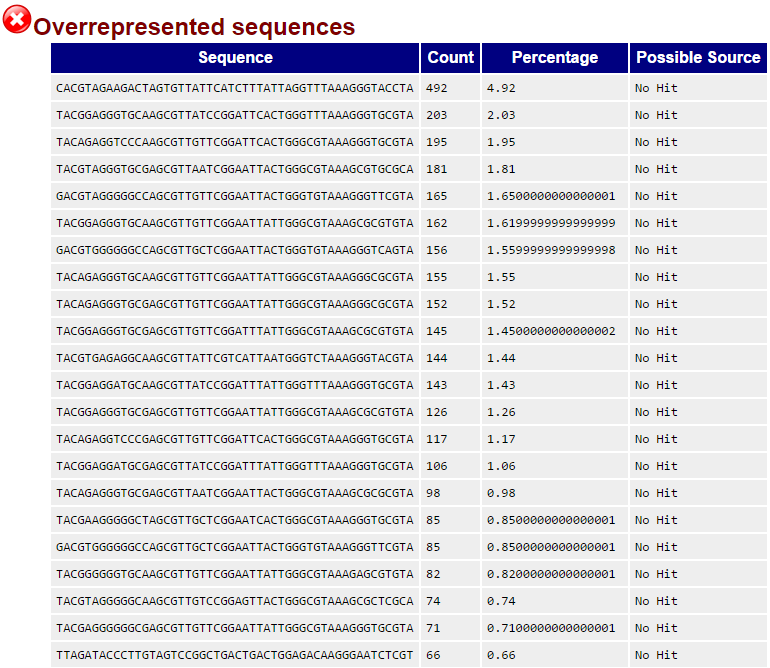 Overrepresented sequences
Sequence Count Percentage Possible Source
CACGTAGAAGACTAGTGTTATTCATCTTTATTAGGTTTAAAGGGTACCTA 492 4.92 No Hit
TACGGAGGGTGCAAGCGTTATCCGGATTCACTGGGTTTAAAGGGTGCGTA 203 2.03 No Hit
TACAGAGGTCCCAAGCGTTGTTCGGATTCACTGGGCGTAAAGGGTGCGTA 195 1.95 No Hit
TACGTAGGGTGCGAGCGTTAATCGGAATTACTGGGCGTAAAGCGTGCGCA 181 1.81 No Hit
GACGTAGGGGGCCAGCGTTGTTCGGAATTACTGGGTGTAAAGGGTTCGTA 165 1.6500000000000001 No Hit
TACGGAGGGTGCAAGCGTTGTTCGGAATTATTGGGCGTAAAGCGCGTGTA 162 1.6199999999999999 No Hit
GACGTGGGGGGCCAGCGTTGCTCGGAATTACTGGGTGTAAAGGGTCAGTA 156 1.5599999999999998 No Hit
TACAGAGGGTGCAAGCGTTGTTCGGAATTATTGGGCGTAAAGGGCGCGTA 155 1.55 No Hit
TACAGAGGGTGCGAGCGTTGTTCGGAATTATTGGGCGTAAAGGGCGCGTA 152 1.52 No Hit
TACGGAGGGTGCGAGCGTTGTTCGGATTTATTGGGCGTAAAGCGCGTGTA 145 1.4500000000000002 No Hit
TACGTGAGAGGCAAGCGTTATTCGTCATTAATGGGTCTAAAGGGTACGTA 144 1.44 No Hit
TACGGAGGATGCAAGCGTTATCCGGATTTATTGGGTTTAAAGGGTGCGTA 143 1.43 No Hit
TACGGAGGGTGCGAGCGTTGTTCGGAATTATTGGGCGTAAAGCGCGTGTA 126 1.26 No Hit
TACAGAGGTCCCGAGCGTTGTTCGGATTCACTGGGCGTAAAGGGTGCGTA 117 1.17 No Hit
TACGGAGGATGCGAGCGTTATCCGGATTTATTGGGTTTAAAGGGTGCGTA 106 1.06 No Hit
TACAGAGGGTGCGAGCGTTAATCGGAATTACTGGGCGTAAAGCGCGCGTA 98 0.98 No Hit
TACGAAGGGGGCTAGCGTTGCTCGGAATCACTGGGCGTAAAGGGTGCGTA 85 0.8500000000000001 No Hit
GACGTGGGGGGCCAGCGTTGCTCGGAATTACTGGGTGTAAAGGGTTCGTA 85 0.8500000000000001 No Hit
TACGGGGGGTGCAAGCGTTGTTCGGAATTATTGGGCGTAAAGAGCGTGTA 82 0.8200000000000001 No Hit
TACGTAGGGGGCAAGCGTTGTCCGGAGTTACTGGGCGTAAAGCGCTCGCA 74 0.74 No Hit
TACGAGGGGGGCGAGCGTTGTTCGGAATTATTGGGCGTAAAGGGTGCGTA 71 0.7100000000000001 No Hit
TTAGATACCCTTGTAGTCCGGCTGACTGACTGGAGACAAGGGAATCTCGT 66 0.66 No Hit